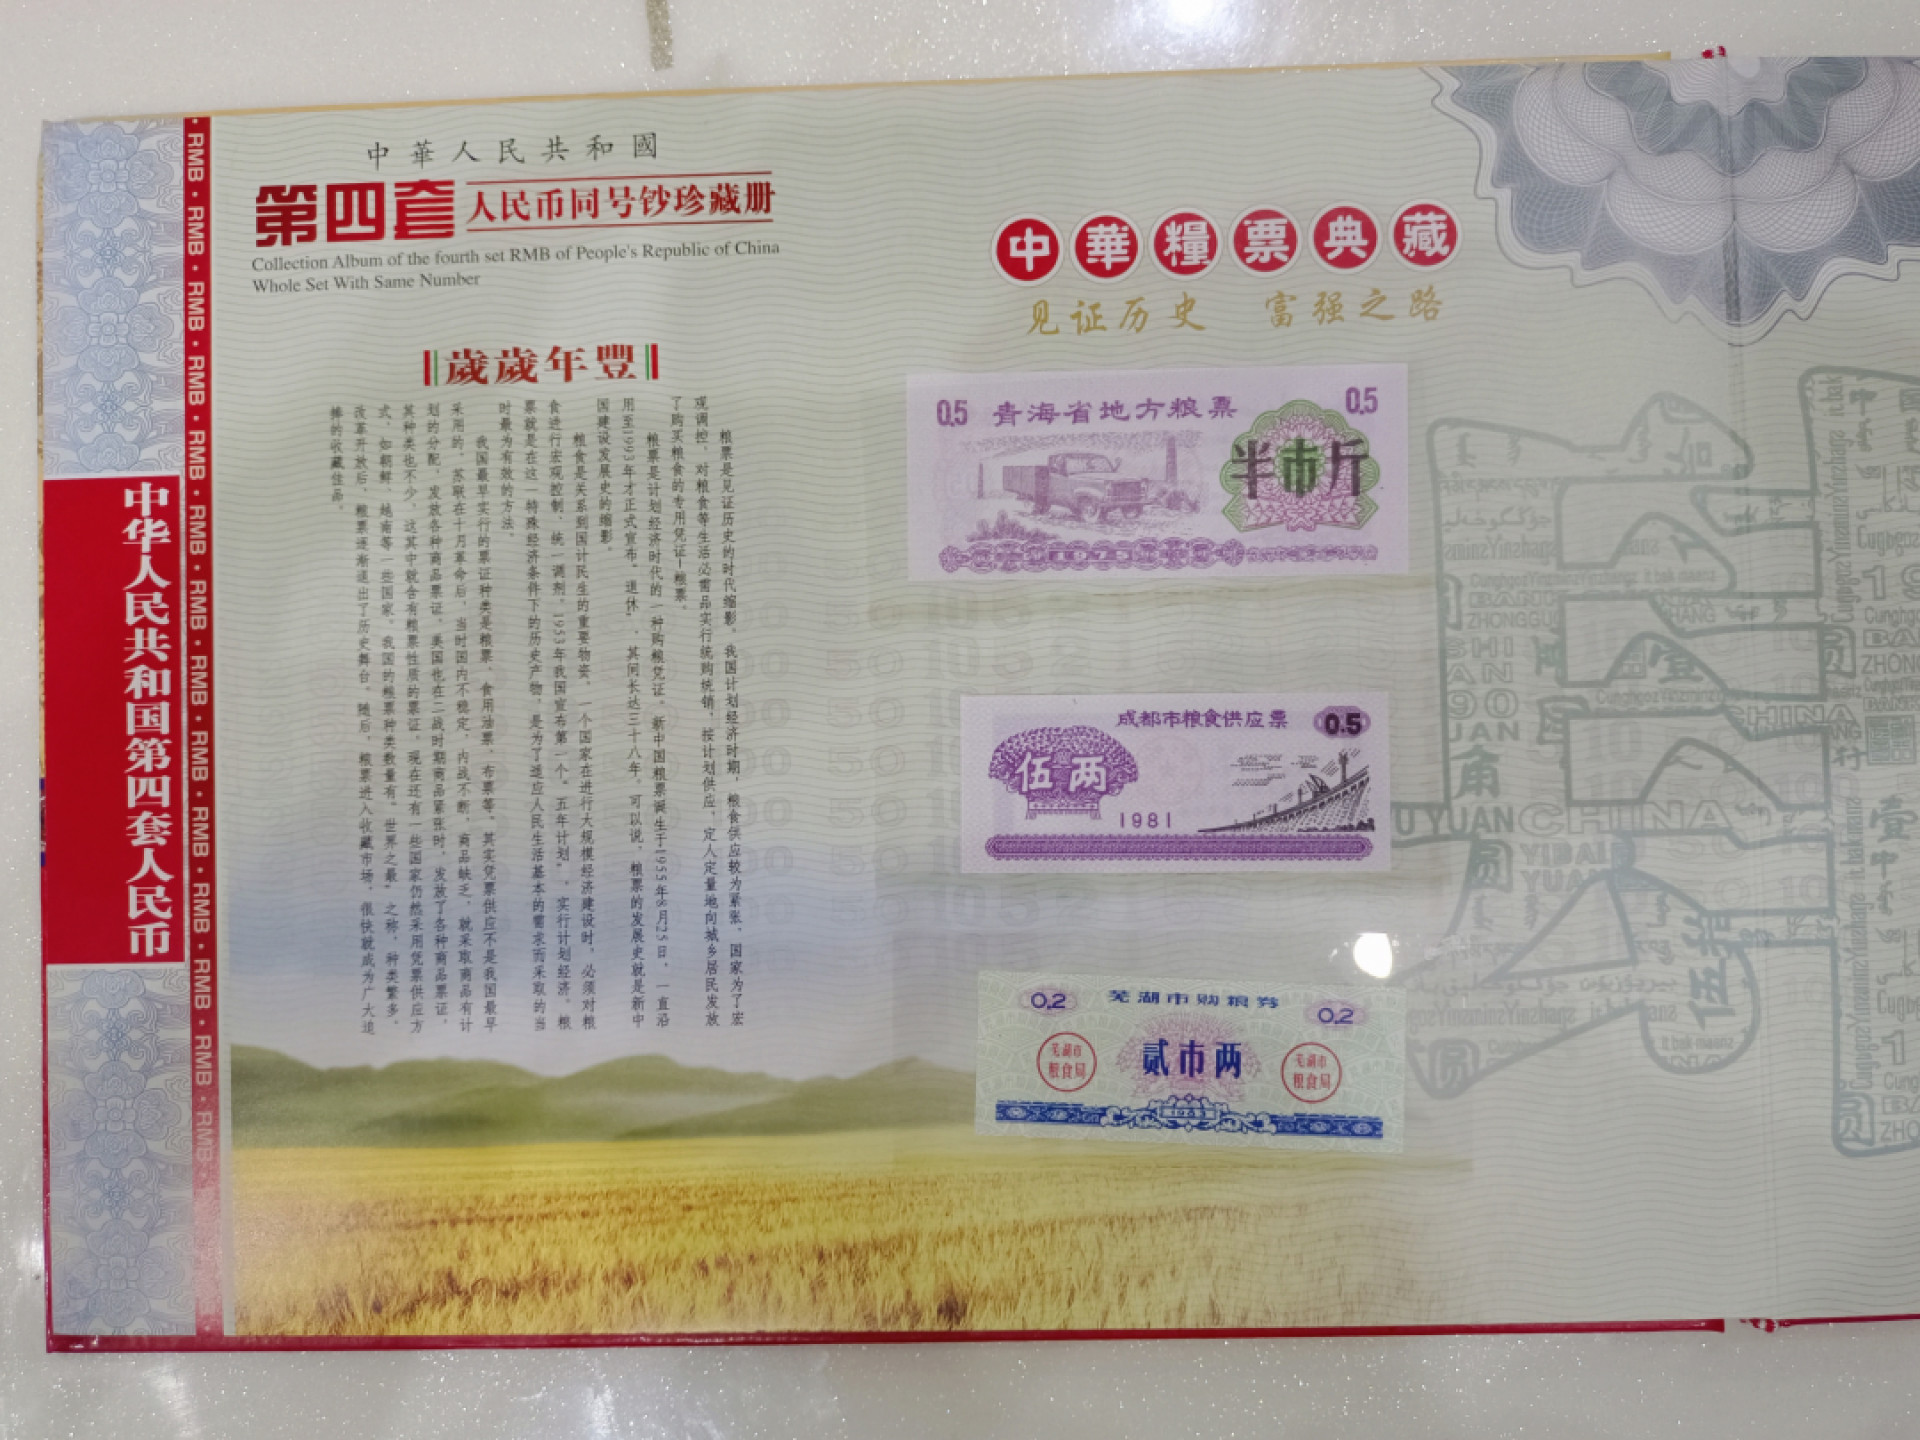 中華人民共和國
第四套人民币同号钞珍藏册
Collection Album of the fourth set RMB of People's Republic of China
Whole Set With Same Number
歲歲年豐
粮票是见证历史的时代缩影。我国计划经济时期，粮食供应较为紧张，国家为了宏
观调控，对粮食等生活必需品实行统购统销，按计划供应，定人定量地向城乡居民发放
了购买粮食的专用凭证—粮票。
粮票是计划经济时代的一种购粮凭证。新中国粮票诞生于1955年8月25日，一直沿
用至1993年才正式宣布"退休"，其间长达三十八年。可以说，粮票的发展史就是新中
国建设发展史的缩影。
粮食是关系到国计民生的重要物资，一个国家在进行大规模经济建设时，必须对粮
食进行宏观控制、统一调剂。1953年我国宣布第一个"五年计划"，实行计划经济。粮
票就是在这一特殊经济条件下的历史产物，是为了适应人民生活基本的需求而采取的当
时最为有效的方法。
我国最早实行的票证种类是粮票、食用油票、布票等。其实凭票供应不是我国最早
采用的。苏联在十月革命后，当时国内不稳定，内战不断，商品缺乏，就采取商品有计
划的分配，发放各种商品票证。美国也在二战时期商品紧张时，发放了各种商品票证，
其种类也不少，这其中就含有粮票性质的票证。现在还有一些国家仍然采用凭票供应方
式，如朝鲜、越南等一些国家。我国的粮票种类数量有"世界之最"之称，种类繁多。
改革开放后，粮票逐渐退出了历史舞台。随后，粮票进入收藏市场，很快就成为广大追
捧的收藏佳品。
中華糧票典藏
见证历史 富强之路
0.5 青海省地方粮票 0.5
半市斤
1975
成都市粮食供应票 0.5
伍两
1981
0.2 芜湖市购粮券 0.2
芜湖市
粮食局
贰市两
芜湖市
粮食局
中华人民共和国第四套人民币
RMB · RMB · RMB · RMB · RMB · RMB · RMB · RMB · RMB · RMB · RMB · RMB · RMB · RMB